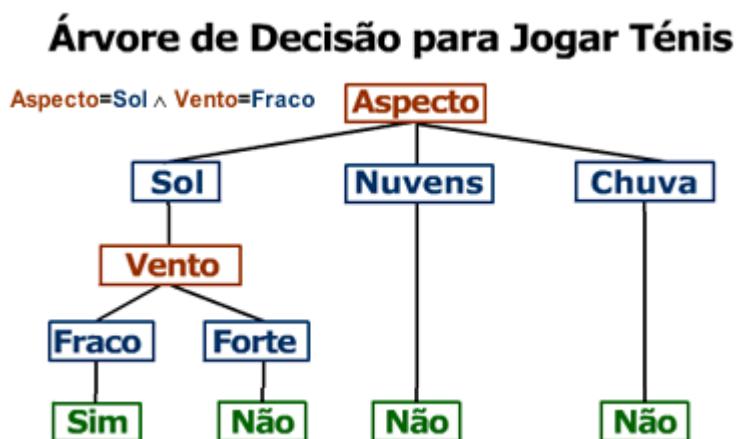 Árvore de Decisão para Jogar Ténis
Aspecto=Sol ∧ Vento=Fraco
Aspecto
Sol Nuvens Chuva
Vento
Fraco Forte
Sim Não Não Não